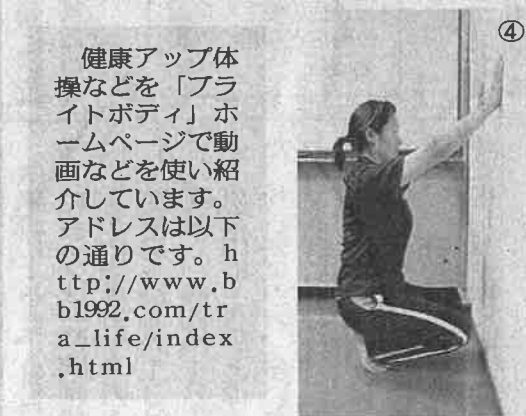 健康アップ体
操などを「ブラ
イトボディ」ホ
ームページで動
画などを使い紹
介しています。
アドレスは以下
の通りです。h
ttp://www.b
b1992.com/tr
a_life/index
.html
④